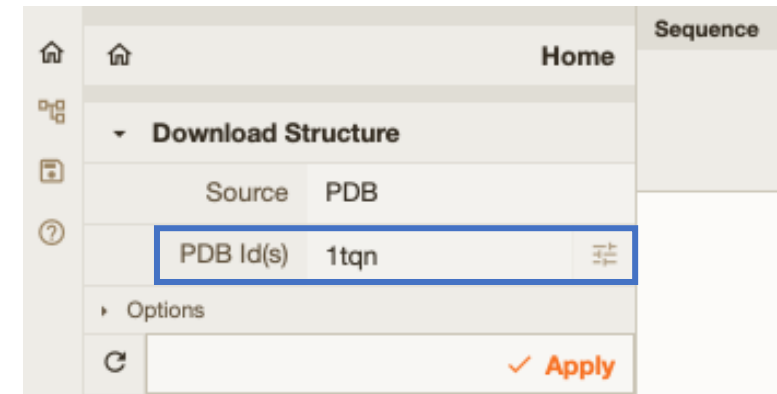 Home
Sequence
Download Structure
Source PDB
PDB Id(s) 1tqn
Options
Apply